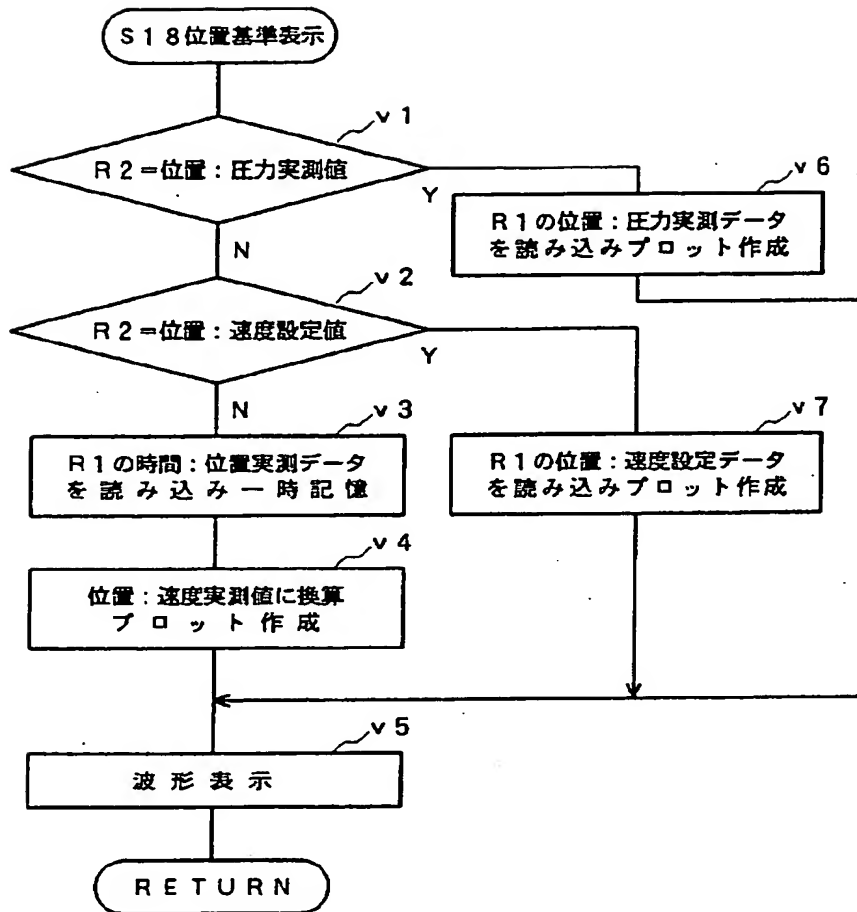 S18位置基準表示
v1
R2=位置:圧力実測値
Y
v6
R1の位置:圧力実測データ
を読み込みプロット作成
N
v2
R2=位置:速度設定値
Y
N
v3
R1の時間:位置実測データ
を読み込み一時記憶
v7
R1の位置:速度設定データ
を読み込みプロット作成
v4
位置:速度実測値に換算
プロット作成
v5
波形表示
RETURN